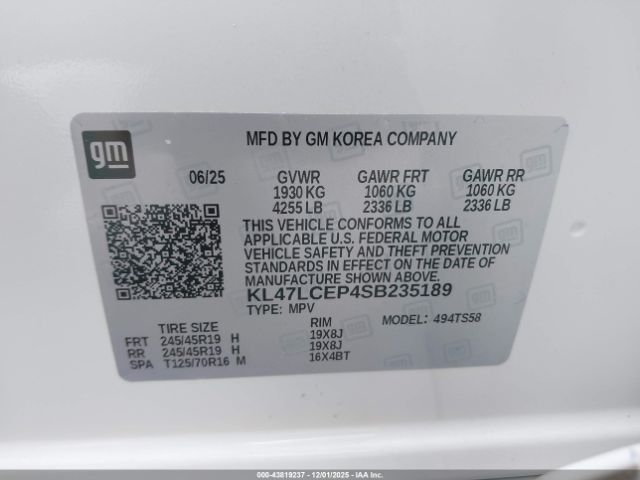 gm
MFD BY GM KOREA COMPANY
06/25 GVWR GAWR FRT GAWR RR
1930 KG 1060 KG 1060 KG
4255 LB 2336 LB 2336 LB
THIS VEHICLE CONFORMS TO ALL
APPLICABLE U.S. FEDERAL MOTOR
VEHICLE SAFETY AND THEFT PREVENTION
STANDARDS IN EFFECT ON THE DATE OF
MANUFACTURE SHOWN ABOVE.
KL47LCEP4SB235189
TYPE: MPV MODEL: 494TS58
TIRE SIZE RIM
FRT 245/45R19 H 19X8J
RR 245/45R19 H 19X8J
SPA T125/70R16 M 16X4BT
000-43819237 - 12/01/2025 - IAA Inc.